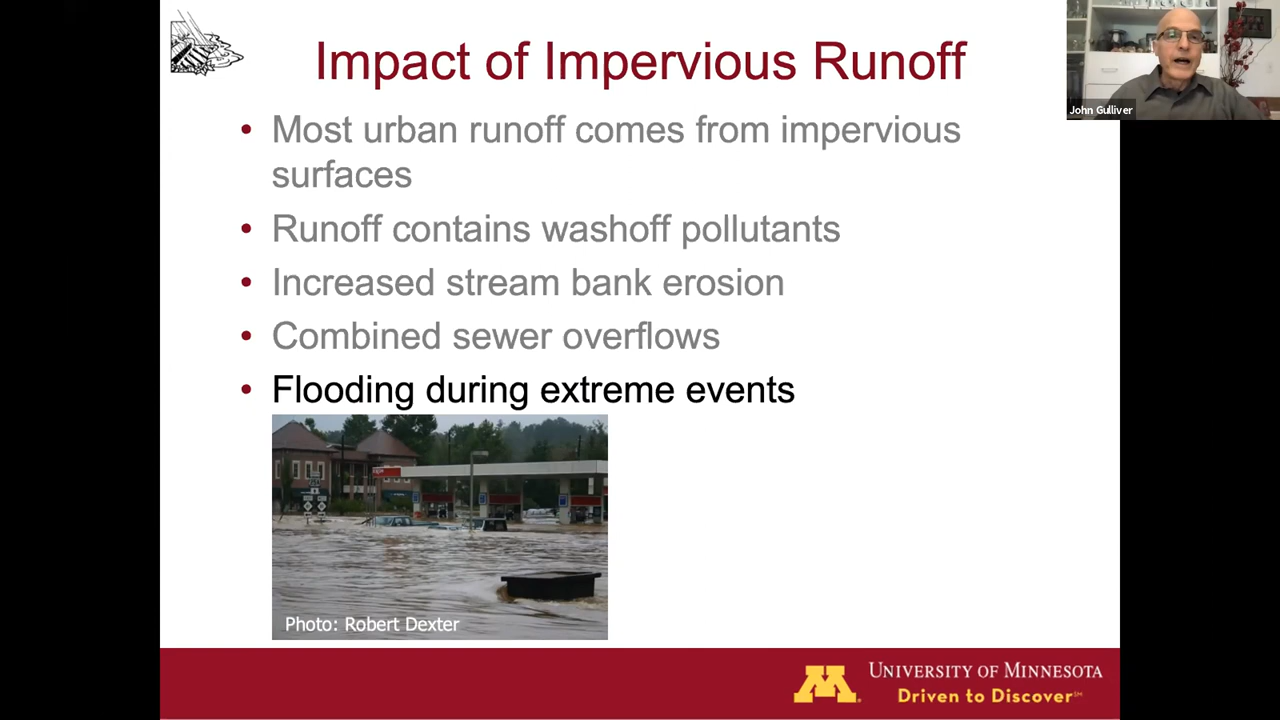 Impact of Impervious Runoff
John Gulliver
• Most urban runoff comes from impervious
surfaces
• Runoff contains washoff pollutants
• Increased stream bank erosion
• Combined sewer overflows
• Flooding during extreme events
Photo: Robert Dexter
M
UNIVERSITY OF MINNESOTA
Driven to Discover℠